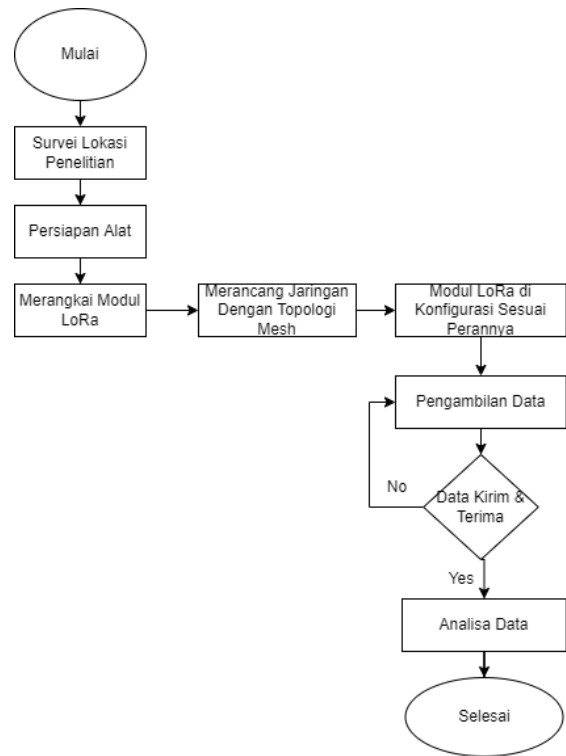 Mulai
Survei Lokasi
Penelitian
Persiapan Alat
Merangkai Modul
LoRa
Merancang Jaringan
Dengan Topologi
Mesh
Modul LoRa di
Konfigurasi Sesuai
Perannya
Pengambilan Data
No
Data Kirim &
Terima
Yes
Analisa Data
Selesai